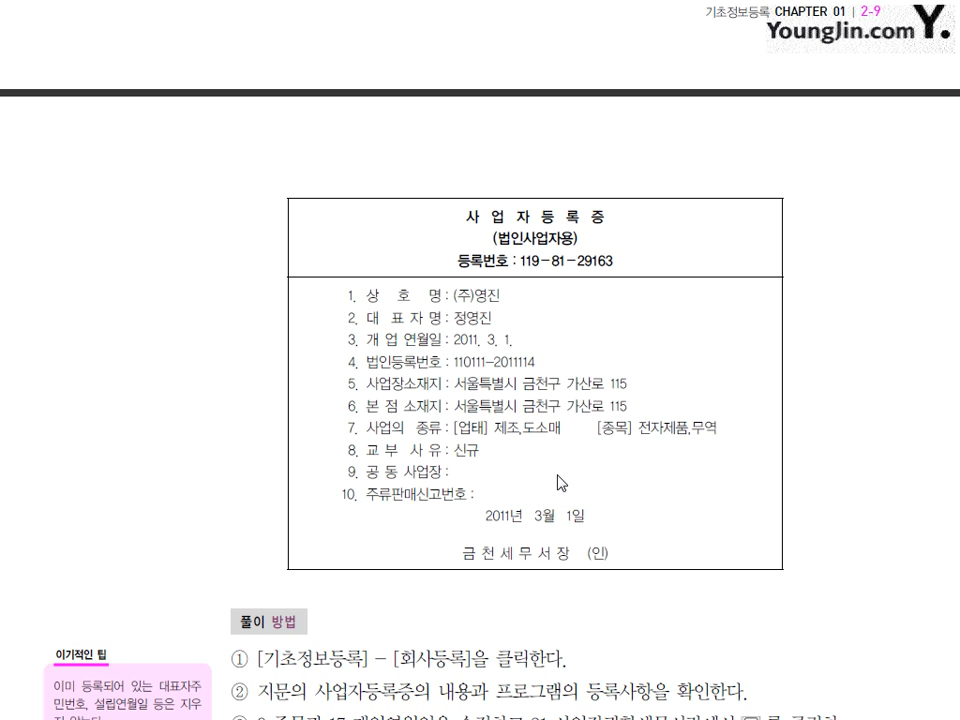 기초정보등록 CHAPTER 01 | 2-9
YoungJin.com Y.
사 업 자 등 록 증
(법인사업자용)
등록번호 : 119-81-29163
1. 상 호 명 : (주)영진
2. 대 표 자 명 : 정영진
3. 개 업 연월일 : 2011. 3. 1.
4. 법인등록번호 : 110111-2011114
5. 사업장소재지 : 서울특별시 금천구 가산로 115
6. 본 점 소재지 : 서울특별시 금천구 가산로 115
7. 사업의 종류 : [업태] 제조,도소매 [종목] 전자제품,무역
8. 교 부 사 유 : 신규
9. 공 동 사업장 :
10. 주류판매신고번호 :
2011년 3월 1일
금 천 세 무 서 장 (인)
풀이 방법
① [기초정보등록] - [회사등록]을 클릭한다.
② 지문의 사업자등록증의 내용과 프로그램의 등록사항을 확인한다.
이기적인 팁
이미 등록되어 있는 대표자주
민번호, 설립연월일 등은 지우